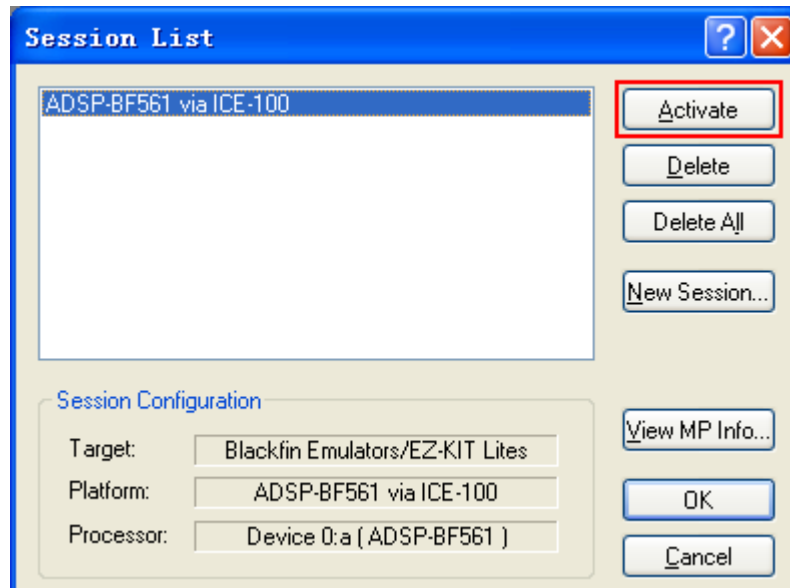 Session List
ADSP-BF561 via ICE-100
Activate
Delete
Delete All
New Session...
Session Configuration
Target: Blackfin Emulators/EZ-KIT Lites
Platform: ADSP-BF561 via ICE-100
Processor: Device 0:a ( ADSP-BF561 )
View MP Info...
OK
Cancel